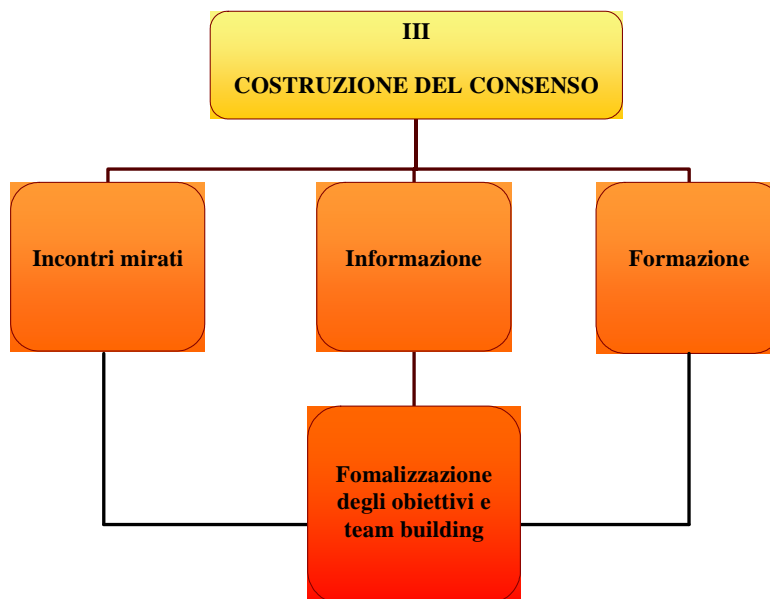 III
COSTRUZIONE DEL CONSENSO
Incontri mirati
Informazione
Formazione
Fomalizzazione
degli obiettivi e
team building